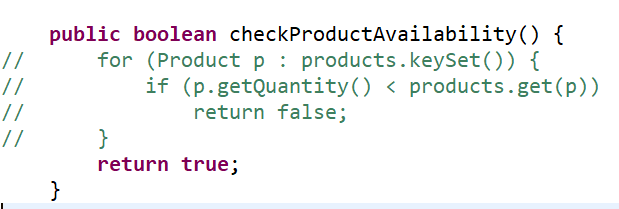 public boolean checkProductAvailability() {
//      for (Product p : products.keySet()) {
//          if (p.getQuantity() < products.get(p))
//              return false;
//      }
        return true;
    }